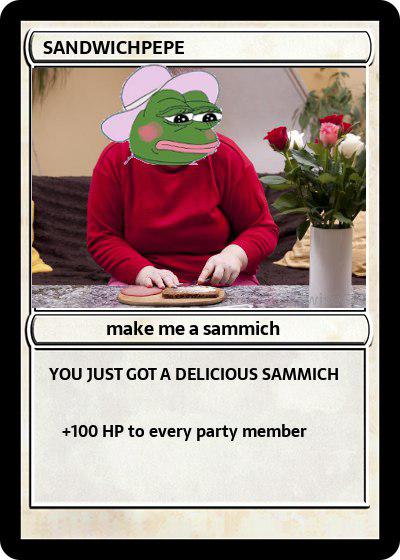 SANDWICHPEPE
make me a sammich
YOU JUST GOT A DELICIOUS SAMMICH
+100 HP to every party member